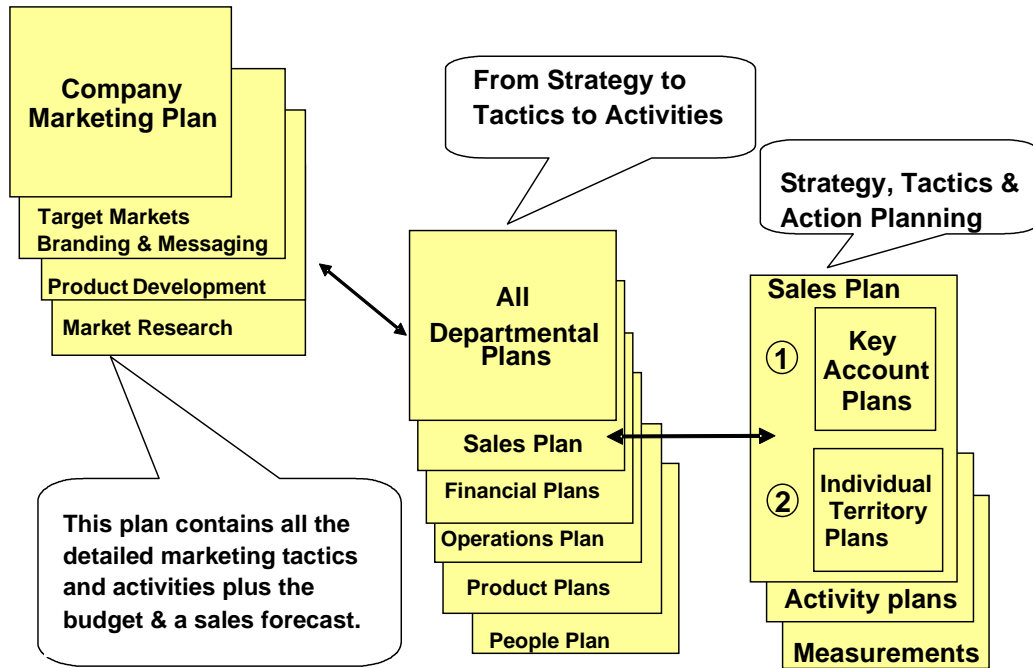 Company
Marketing Plan
Target Markets
Branding & Messaging
Product Development
Market Research
This plan contains all the
detailed marketing tactics
and activities plus the
budget & a sales forecast.
From Strategy to
Tactics to Activities
All
Departmental
Plans
Sales Plan
Financial Plans
Operations Plan
Product Plans
People Plan
Strategy, Tactics &
Action Planning
Sales Plan
1
Key
Account
Plans
2
Individual
Territory
Plans
Activity plans
Measurements